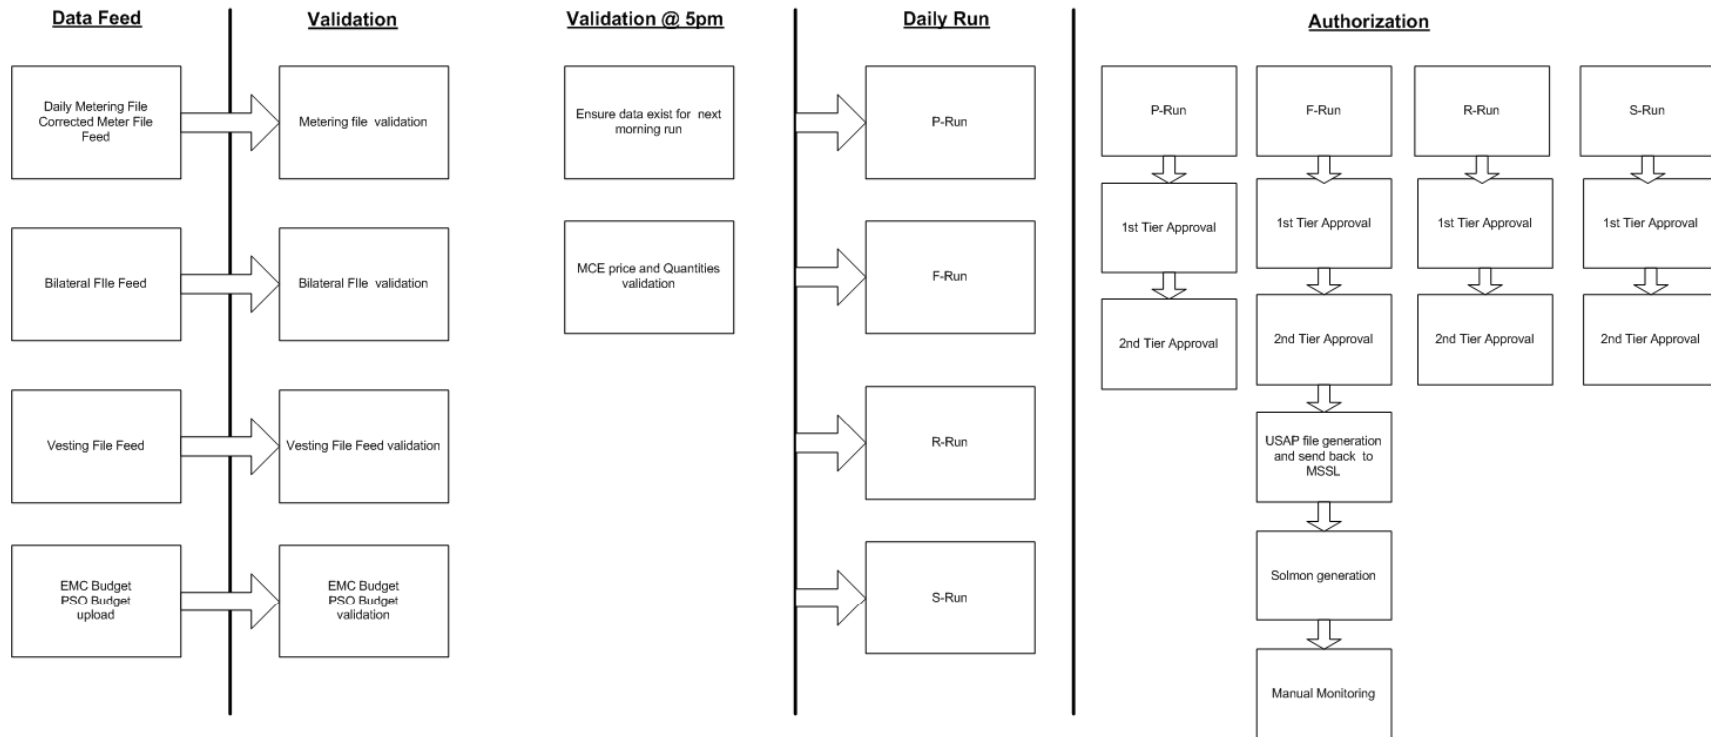 Data Feed
Validation
Validation @ 5pm
Daily Run
Authorization
Daily Metering File
Corrected Meter File
Feed
Metering file validation
Ensure data exist for next
morning run
P-Run
P-Run
F-Run
R-Run
S-Run
1st Tier Approval
1st Tier Approval
1st Tier Approval
1st Tier Approval
Bilateral FIle Feed
Bilateral FIle validation
MCE price and Quantities
validation
F-Run
2nd Tier Approval
2nd Tier Approval
2nd Tier Approval
2nd Tier Approval
Vesting File Feed
Vesting File Feed validation
R-Run
USAP file generation
and send back to
MSSL
EMC Budget
PSO Budget
upload
EMC Budget
PSO Budget
validation
S-Run
Solmon generation
Manual Monitoring